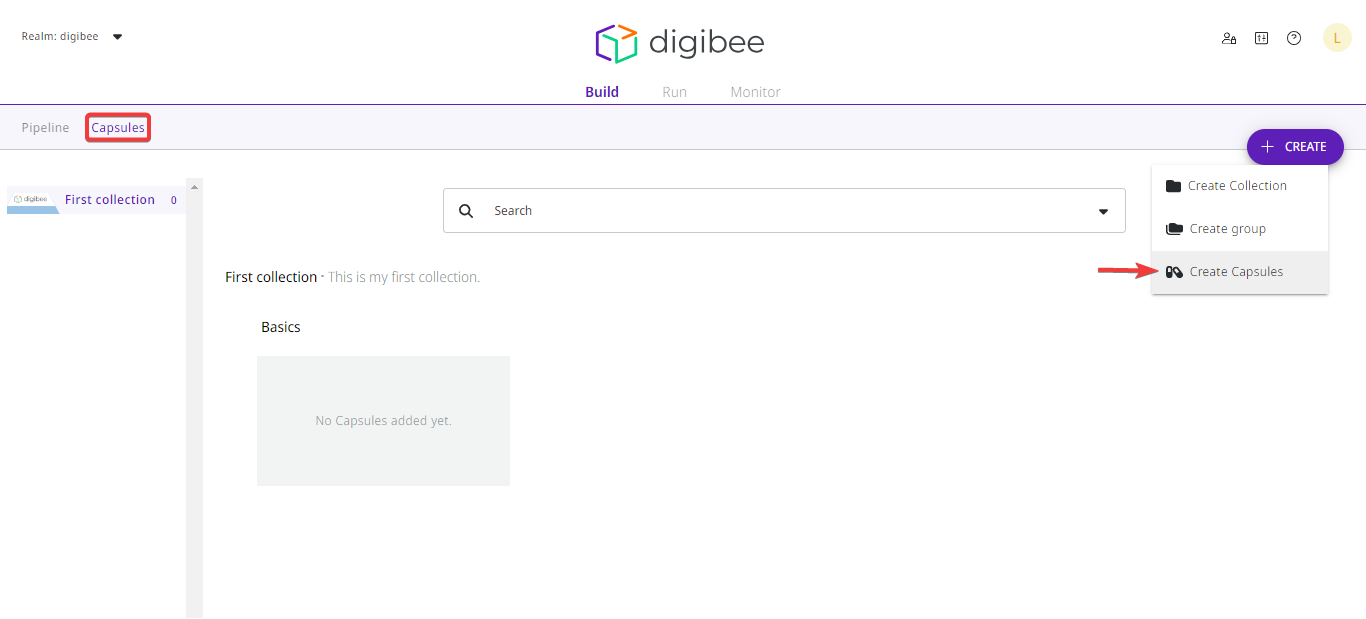 Realm: digibee
digibee
L
Build Run Monitor
Pipeline Capsules
CREATE
Create Collection
Create group
Create Capsules
digibee First collection 0
Search
First collection · This is my first collection.
Basics
No Capsules added yet.